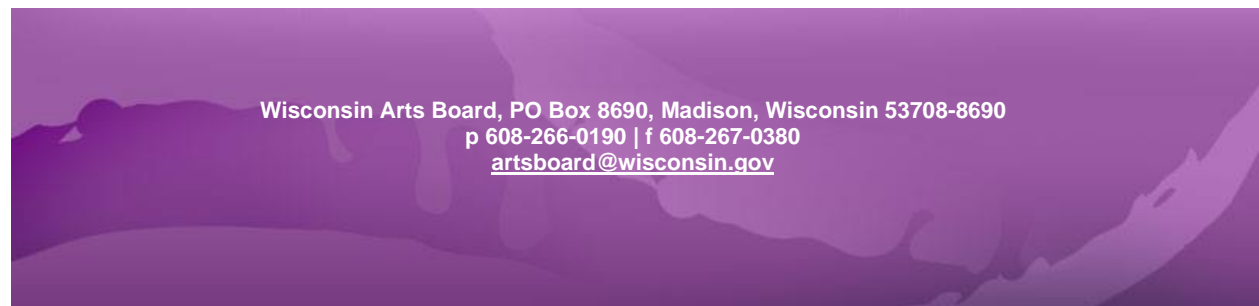 Wisconsin Arts Board, PO Box 8690, Madison, Wisconsin 53708-8690
p 608-266-0190 | f 608-267-0380
artsboard@wisconsin.gov